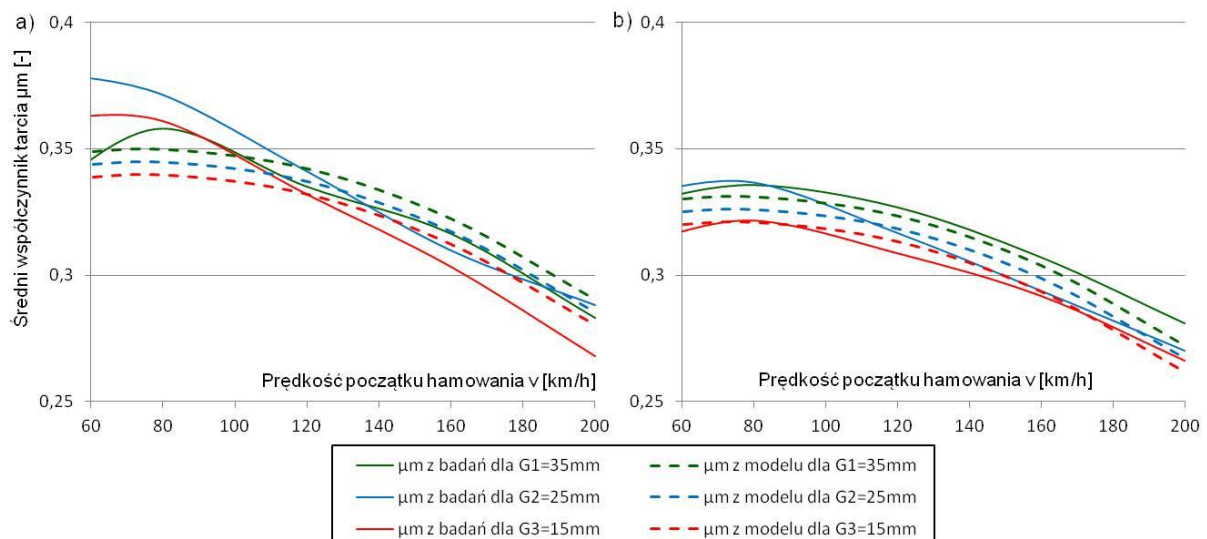 a)
Średni współczynnik tarcia µm [-]
0,4
0,35
0,3
0,25
Prędkość początku hamowania v [km/h]
60 80 100 120 140 160 180 200
b)
0,4
0,35
0,3
0,25
Prędkość początku hamowania v [km/h]
60 80 100 120 140 160 180 200
µm z badań dla G1=35mm
µm z modelu dla G1=35mm
µm z badań dla G2=25mm
µm z modelu dla G2=25mm
µm z badań dla G3=15mm
µm z modelu dla G3=15mm